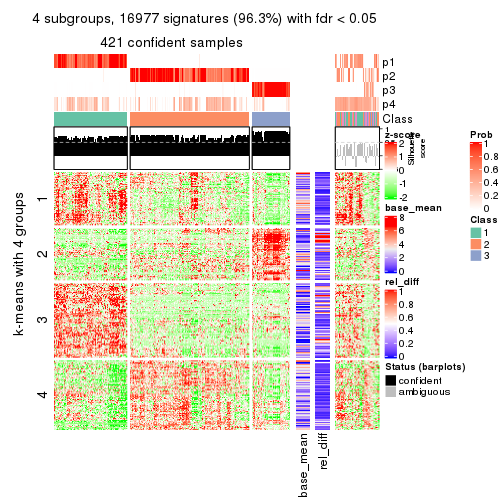 4 subgroups, 16977 signatures (96.3%) with fdr < 0.05
421 confident samples
p1
p2
p3
p4
Class
1
Silhouette
score
k-means with 4 groups
1
2
3
4
base_mean
rel_diff
z-score
2
1
0
-2
base_mean
8
6
4
2
0
rel_diff
1
0.8
0.6
0.4
0.2
0
Status (barplots)
confident
ambiguous
Prob
1
0.8
0.6
0.4
0.2
0
Class
1
2
3